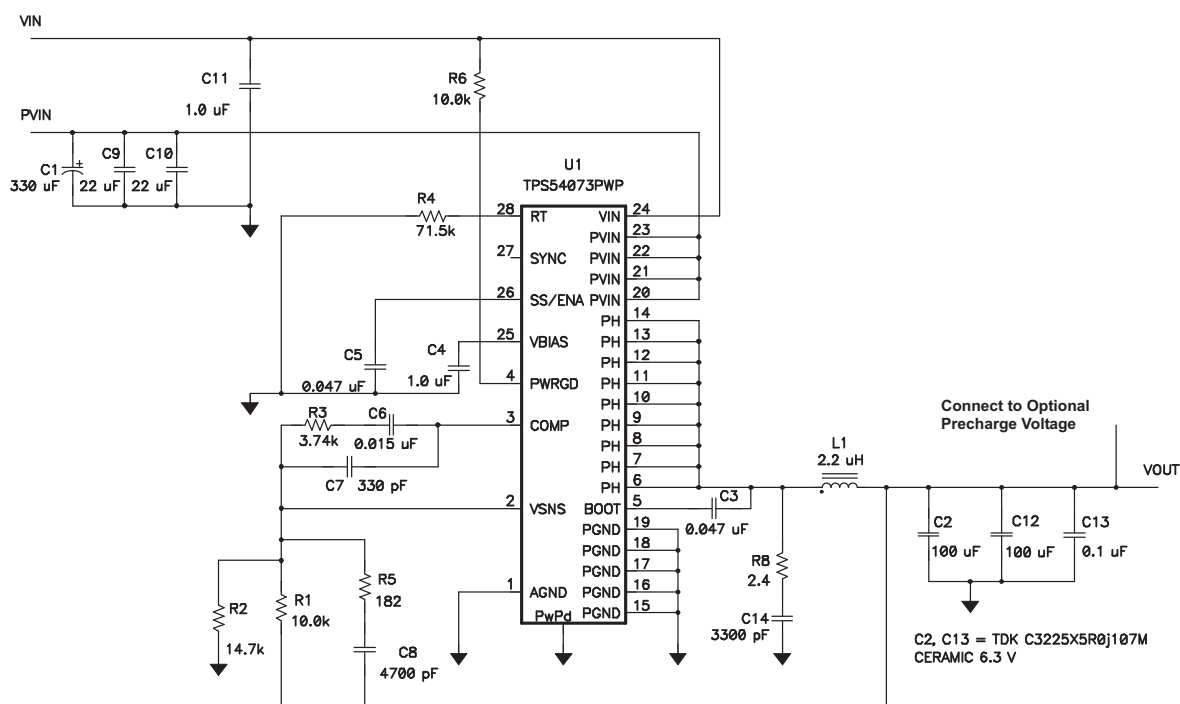 VIN
C11
1.0 uF
R6
10.0k
PVIN
C1
330 uF
C9
22 uF
C10
22 uF
+
U1
TPS54073PWP
R4
71.5k
28
RT
27
SYNC
26
SS/ENA
25
VBIAS
4
PWRGD
3
COMP
2
VSNS
1
AGND
PwPd
VIN
24
PVIN
23
PVIN
22
PVIN
21
PVIN
20
PH
14
PH
13
PH
12
PH
11
PH
10
PH
9
PH
8
PH
7
PH
6
BOOT
5
PGND
19
PGND
18
PGND
17
PGND
16
PGND
15
C5
0.047 uF
C4
1.0 uF
R3
3.74k
C6
0.015 uF
C7
330 pF
R2
14.7k
R1
10.0k
R5
182
C8
4700 pF
C3
0.047 uF
R8
2.4
C14
3300 pF
L1
2.2 uH
Connect to Optional
Precharge Voltage
VOUT
C2
100 uF
C12
100 uF
C13
0.1 uF
C2, C13 = TDK C3225X5R0j107M
CERAMIC 6.3 V